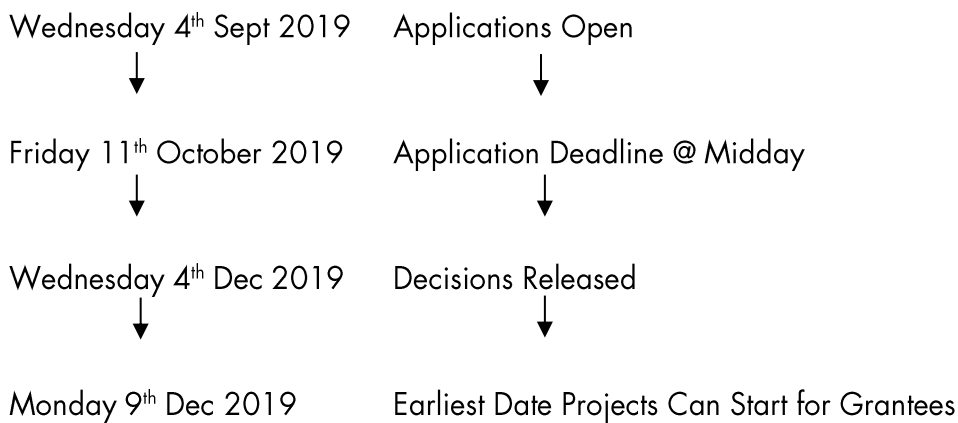 Wednesday 4th Sept 2019 Applications Open
Friday 11th October 2019 Application Deadline @ Midday
Wednesday 4th Dec 2019 Decisions Released
Monday 9th Dec 2019 Earliest Date Projects Can Start for Grantees